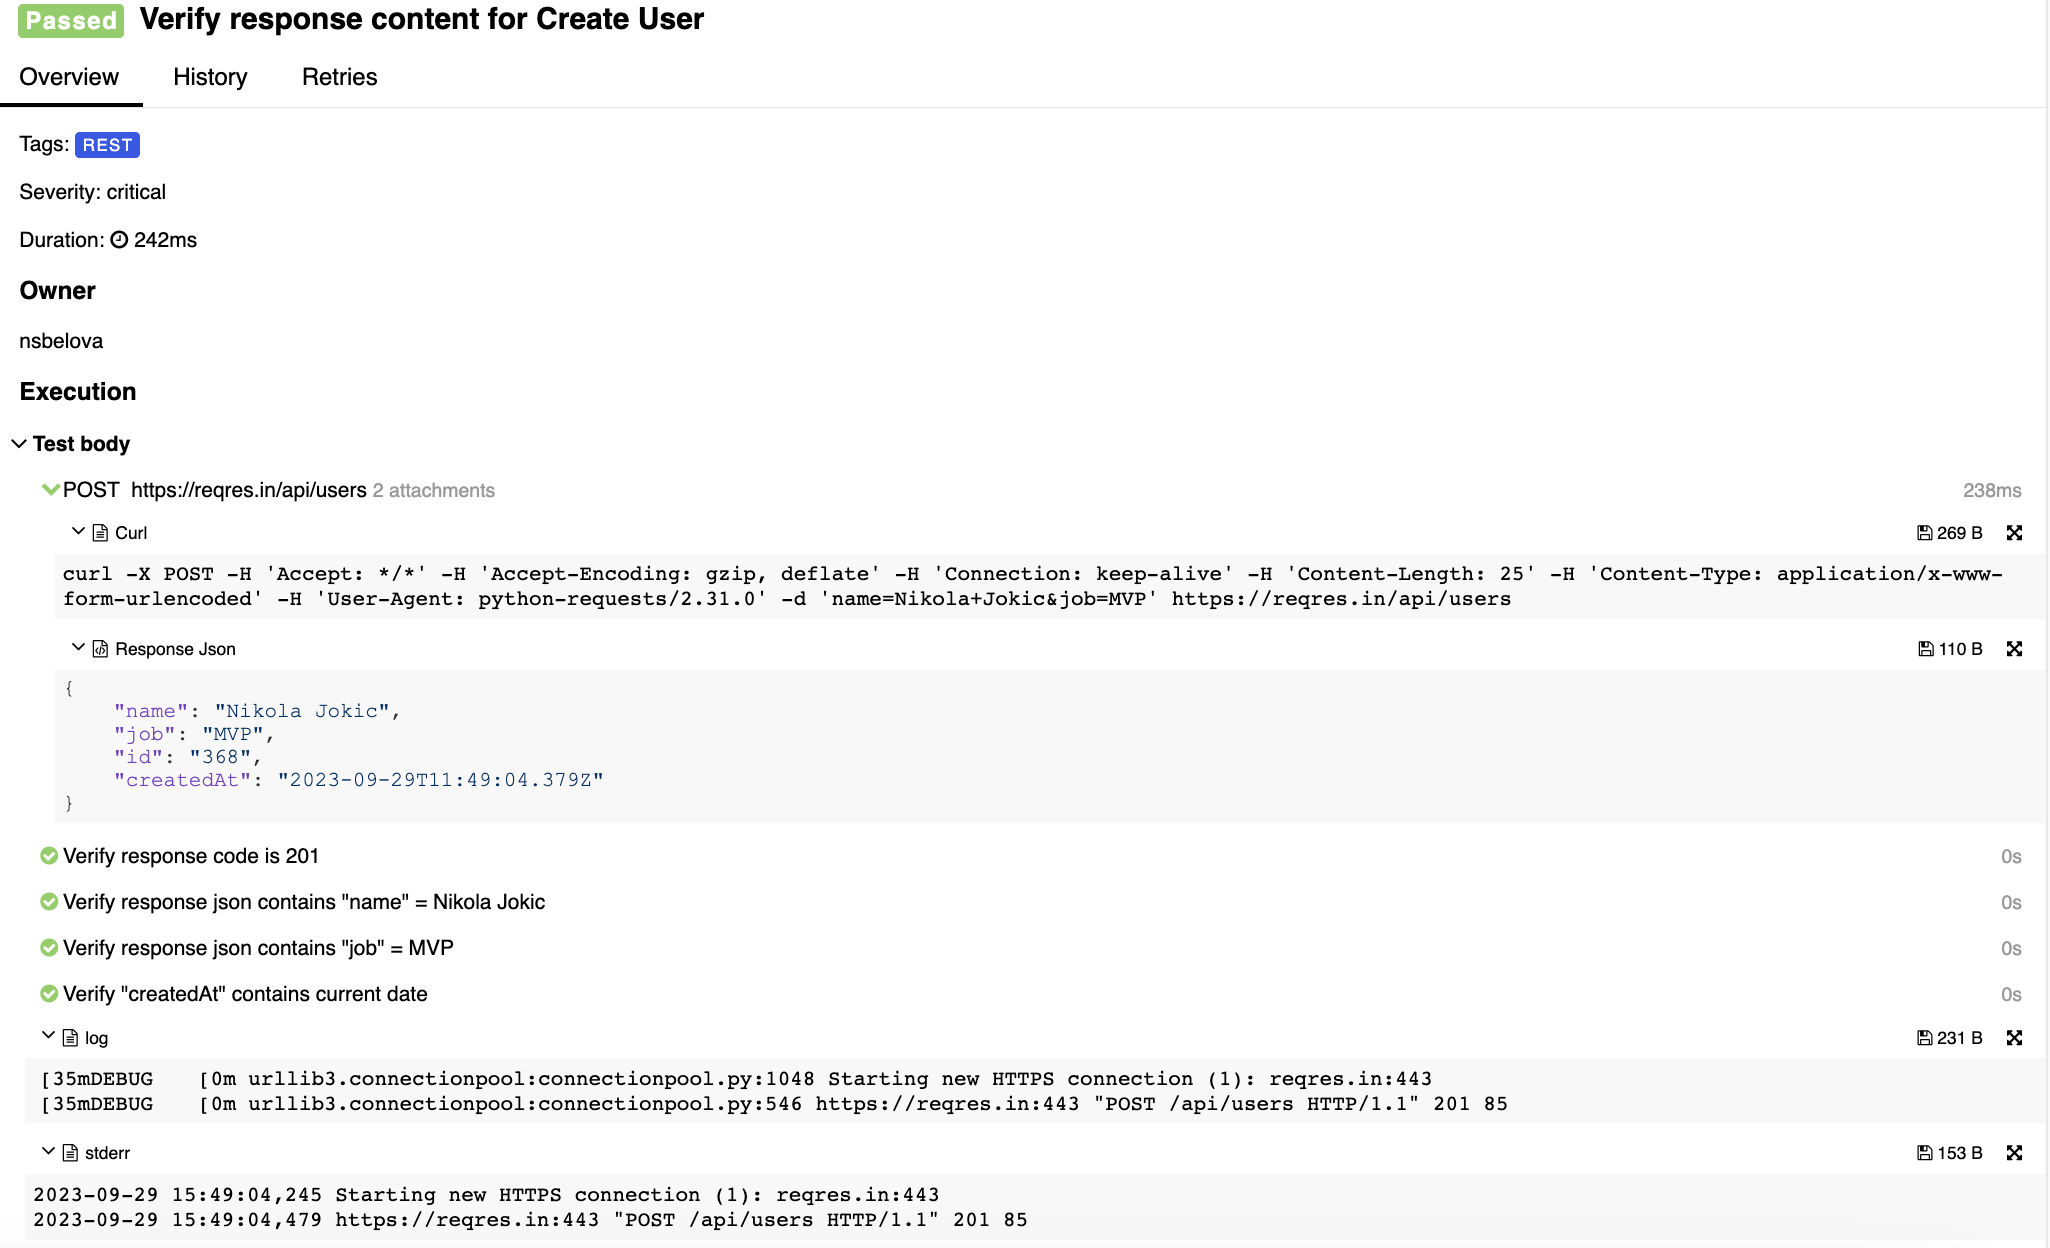 Passed Verify response content for Create User
Overview History Retries
Tags: REST
Severity: critical
Duration: 242ms
Owner
nsbelova
Execution
Test body
POST https://reqres.in/api/users 2 attachments 238ms
Curl 269 B
curl -X POST -H 'Accept: */*' -H 'Accept-Encoding: gzip, deflate' -H 'Connection: keep-alive' -H 'Content-Length: 25' -H 'Content-Type: application/x-www-
form-urlencoded' -H 'User-Agent: python-requests/2.31.0' -d 'name=Nikola+Jokic&job=MVP' https://reqres.in/api/users
Response Json 110 B
{
    "name": "Nikola Jokic",
    "job": "MVP",
    "id": "368",
    "createdAt": "2023-09-29T11:49:04.379Z"
}
Verify response code is 201 0s
Verify response json contains "name" = Nikola Jokic 0s
Verify response json contains "job" = MVP 0s
Verify "createdAt" contains current date 0s
log 231 B
[35mDEBUG    [0m urllib3.connectionpool:connectionpool.py:1048 Starting new HTTPS connection (1): reqres.in:443
[35mDEBUG    [0m urllib3.connectionpool:connectionpool.py:546 https://reqres.in:443 "POST /api/users HTTP/1.1" 201 85
stderr 153 B
2023-09-29 15:49:04,245 Starting new HTTPS connection (1): reqres.in:443
2023-09-29 15:49:04,479 https://reqres.in:443 "POST /api/users HTTP/1.1" 201 85